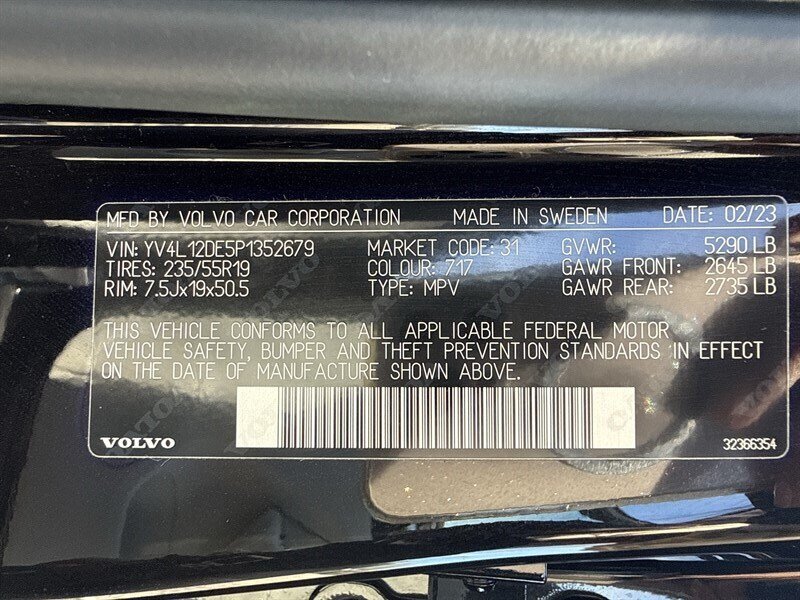 MFD BY VOLVO CAR CORPORATION MADE IN SWEDEN DATE: 02/23
VIN: YV4L12DE5P1352679 MARKET CODE: 31 GVWR: 5290 LB
TIRES: 235/55R19 COLOUR: 717 GAWR FRONT: 2645 LB
RIM: 7.5Jx19x50.5 TYPE: MPV GAWR REAR: 2735 LB
THIS VEHICLE CONFORMS TO ALL APPLICABLE FEDERAL MOTOR
VEHICLE SAFETY, BUMPER AND THEFT PREVENTION STANDARDS IN EFFECT
ON THE DATE OF MANUFACTURE SHOWN ABOVE.
VOLVO 32366354